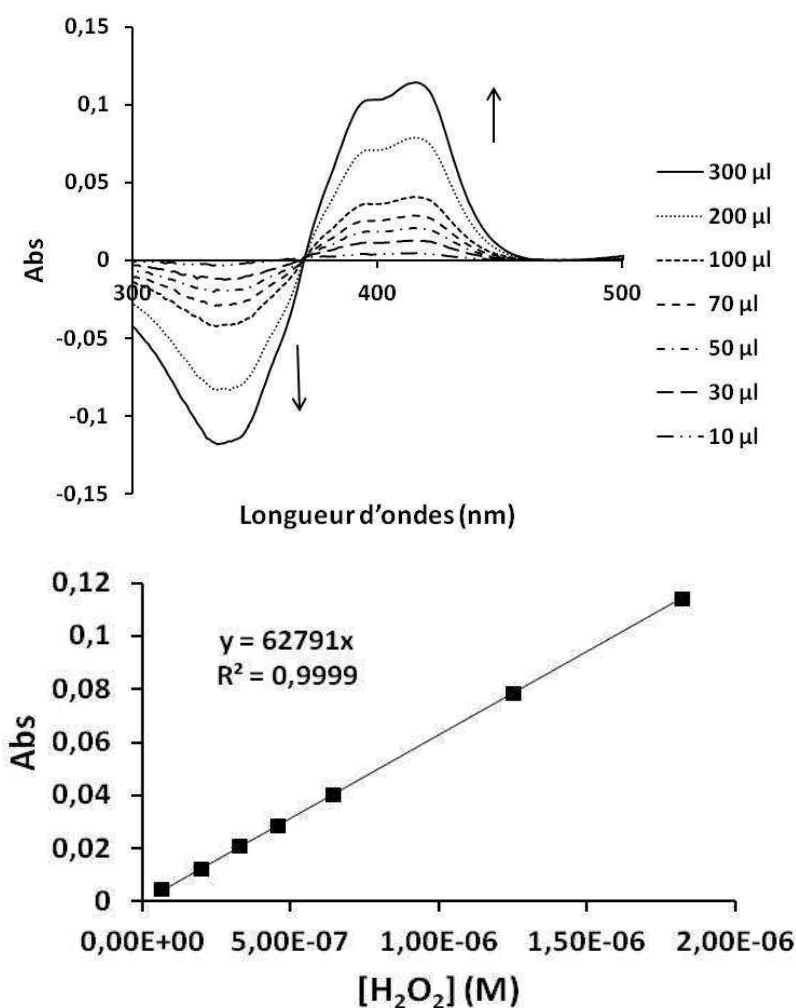 0,15
0,1
0,05
0
-0,05
-0,1
-0,15
Abs
300
400
500
Longueur d'ondes (nm)
300 µl
200 µl
100 µl
70 µl
50 µl
30 µl
10 µl
0,12
0,1
0,08
0,06
0,04
0,02
0
Abs
y = 62791x
R² = 0,9999
0,00E+00 5,00E-07 1,00E-06 1,50E-06 2,00E-06
[H₂O₂] (M)